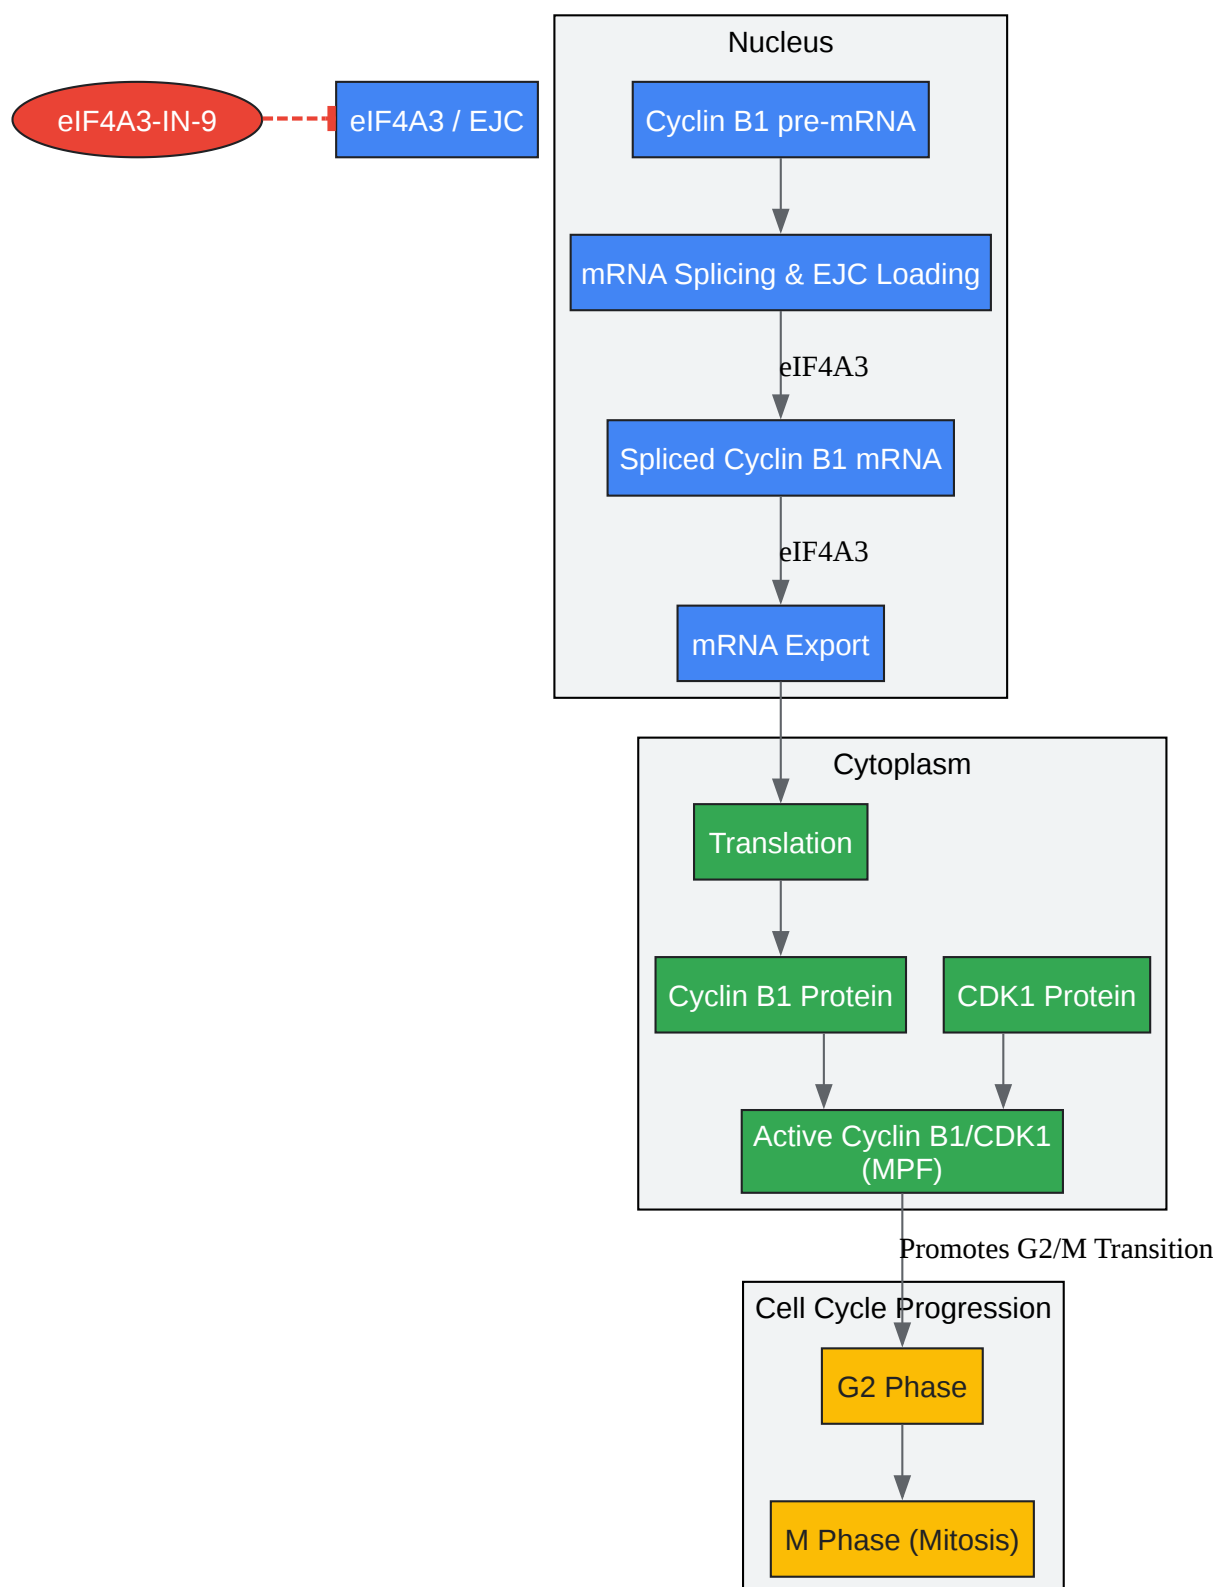 Nucleus
eIF4A3-IN-9
eIF4A3 / EJC
Cyclin B1 pre-mRNA
mRNA Splicing & EJC Loading
eIF4A3
Spliced Cyclin B1 mRNA
eIF4A3
mRNA Export
Cytoplasm
Translation
Cyclin B1 Protein
CDK1 Protein
Active Cyclin B1/CDK1
(MPF)
Promotes G2/M Transition
Cell Cycle Progression
G2 Phase
M Phase (Mitosis)